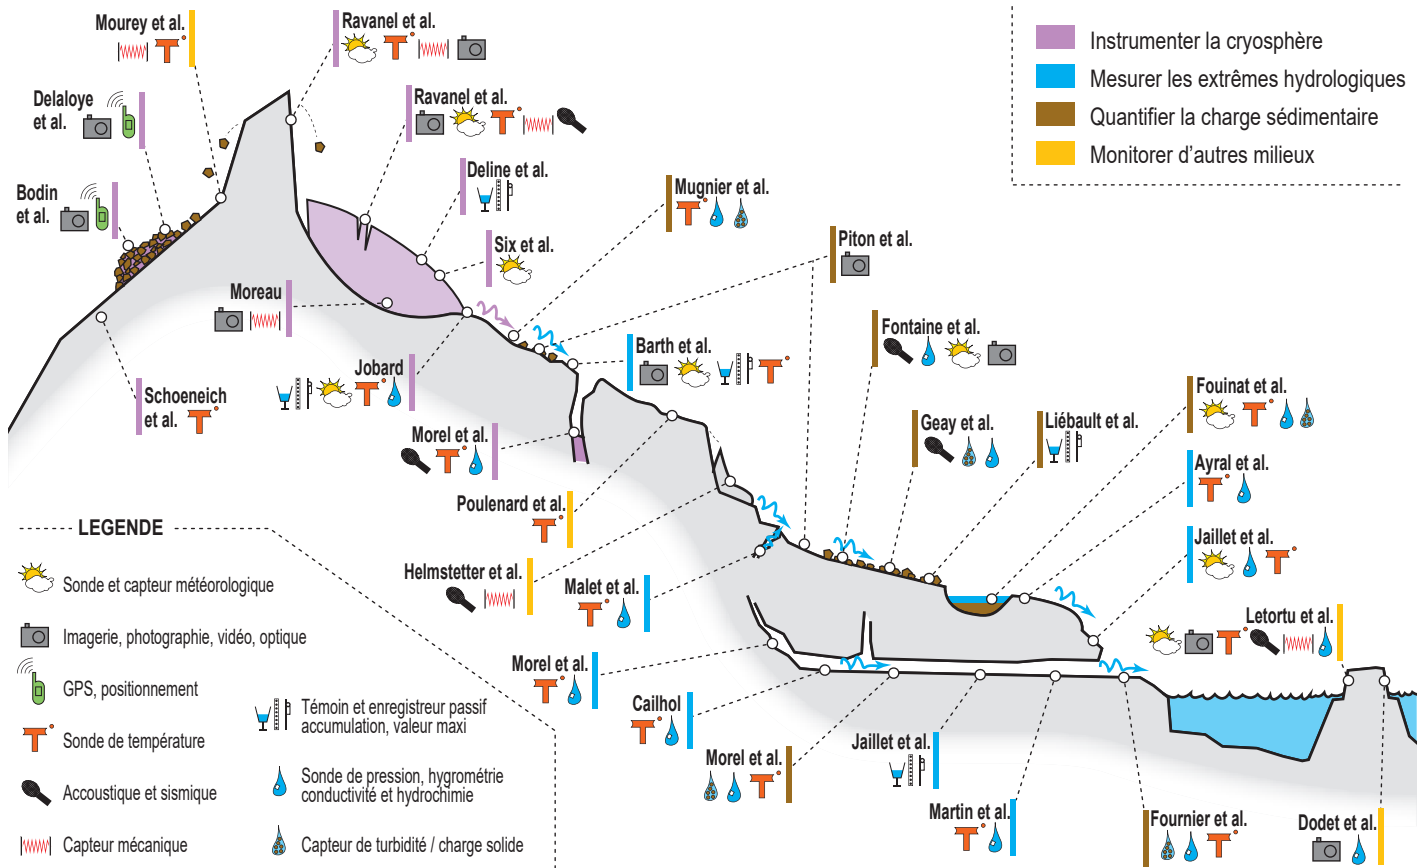 Mourey et al.
Ravanel et al.
Instrumenter la cryosphère
Mesurer les extrêmes hydrologiques
Quantifier la charge sédimentaire
Monitorer d'autres milieux
Delaloye
et al.
Ravanel et al.
Deline et al.
Mugnier et al.
Bodin
et al.
Six et al.
Piton et al.
Moreau
Fontaine et al.
Barth et al.
Jobard
Schoeneich
et al.
Fouinat et al.
Geay et al.
Liébault et al.
Morel et al.
Ayral et al.
Poulenard et al.
LEGENDE
Jaillet et al.
Helmstetter et al.
Malet et al.
Sonde et capteur météorologique
Letortu et al.
Imagerie, photographie, vidéo, optique
Morel et al.
GPS, positionnement
Cailhol
Témoin et enregistreur passif
accumulation, valeur maxi
Sonde de température
Morel et al.
Jaillet et al.
Sonde de pression, hygrométrie
conductivité et hydrochimie
Accoustique et sismique
Martin et al.
Fournier et al.
Dodet et al.
Capteur mécanique
Capteur de turbidité / charge solide